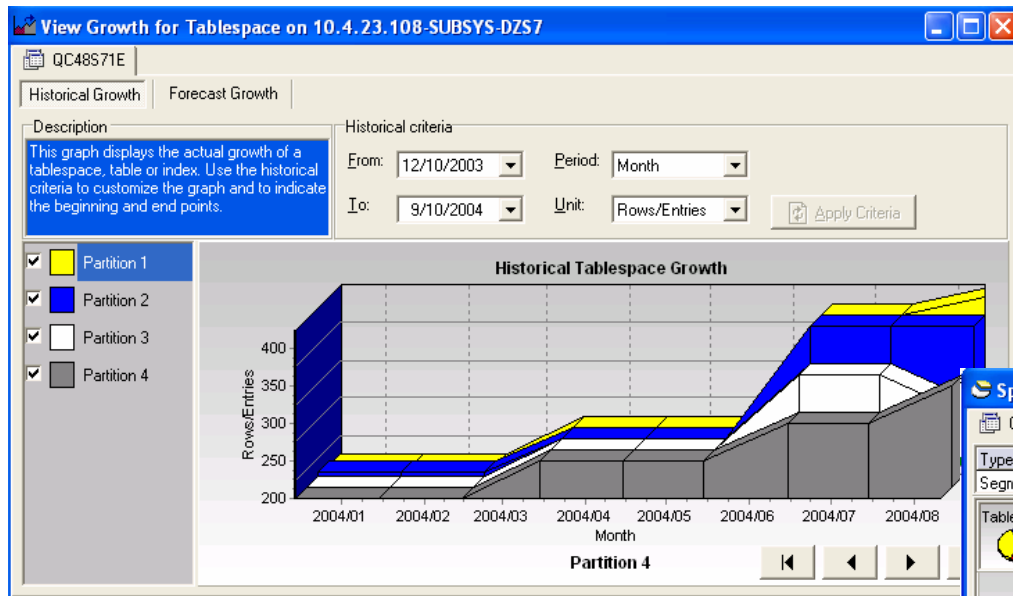 View Growth for Tablespace on 10.4.23.108-SUBSYS-DZS7
QC48S71E
Historical Growth Forecast Growth
Description
This graph displays the actual growth of a
tablespace, table or index. Use the historical
criteria to customize the graph and to indicate
the beginning and end points.
Historical criteria
From: 12/10/2003 Period: Month
To: 9/10/2004 Unit: Rows/Entries Apply Criteria
Partition 1
Partition 2
Partition 3
Partition 4
Historical Tablespace Growth
400
350
300
250
200
Rows/Entries
2004/01 2004/02 2004/03 2004/04 2004/05 2004/06 2004/07 2004/08
Month
Partition 4
Sp
Type
Segn
Table